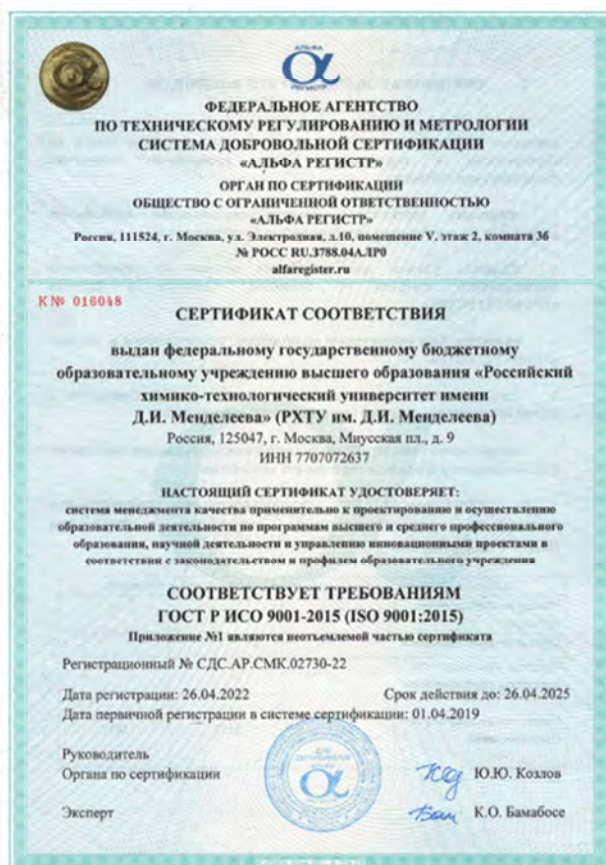 АЛЬФА
РЕГИСТР
ФЕДЕРАЛЬНОЕ АГЕНТСТВО
ПО ТЕХНИЧЕСКОМУ РЕГУЛИРОВАНИЮ И МЕТРОЛОГИИ
СИСТЕМА ДОБРОВОЛЬНОЙ СЕРТИФИКАЦИИ
«АЛЬФА РЕГИСТР»
ОРГАН ПО СЕРТИФИКАЦИИ
ОБЩЕСТВО С ОГРАНИЧЕННОЙ ОТВЕТСТВЕННОСТЬЮ
«АЛЬФА РЕГИСТР»
Россия, 111524, г. Москва, ул. Электродная, д.10, помещение V, этаж 2, комната 36
№ РОСС RU.3788.04АЛР0
alfaregister.ru
К № 016048
СЕРТИФИКАТ СООТВЕТСТВИЯ
выдан федеральному государственному бюджетному
образовательному учреждению высшего образования «Российский
химико-технологический университет имени
Д.И. Менделеева» (РХТУ им. Д.И. Менделеева)
Россия, 125047, г. Москва, Миусская пл., д. 9
ИНН 7707072637
НАСТОЯЩИЙ СЕРТИФИКАТ УДОСТОВЕРЯЕТ:
система менеджмента качества применительно к проектированию и осуществлению
образовательной деятельности по программам высшего и среднего профессионального
образования, научной деятельности и управлению инновационными проектами в
соответствии с законодательством и профилем образовательного учреждения
СООТВЕТСТВУЕТ ТРЕБОВАНИЯМ
ГОСТ Р ИСО 9001-2015 (ISO 9001:2015)
Приложение №1 являются неотъемлемой частью сертификата
Регистрационный № СДС.АР.СМК.02730-22
Дата регистрации: 26.04.2022 Срок действия до: 26.04.2025
Дата первичной регистрации в системе сертификации: 01.04.2019
Руководитель
Органа по сертификации Ю.Ю. Козлов
Эксперт К.О. Бамабосе